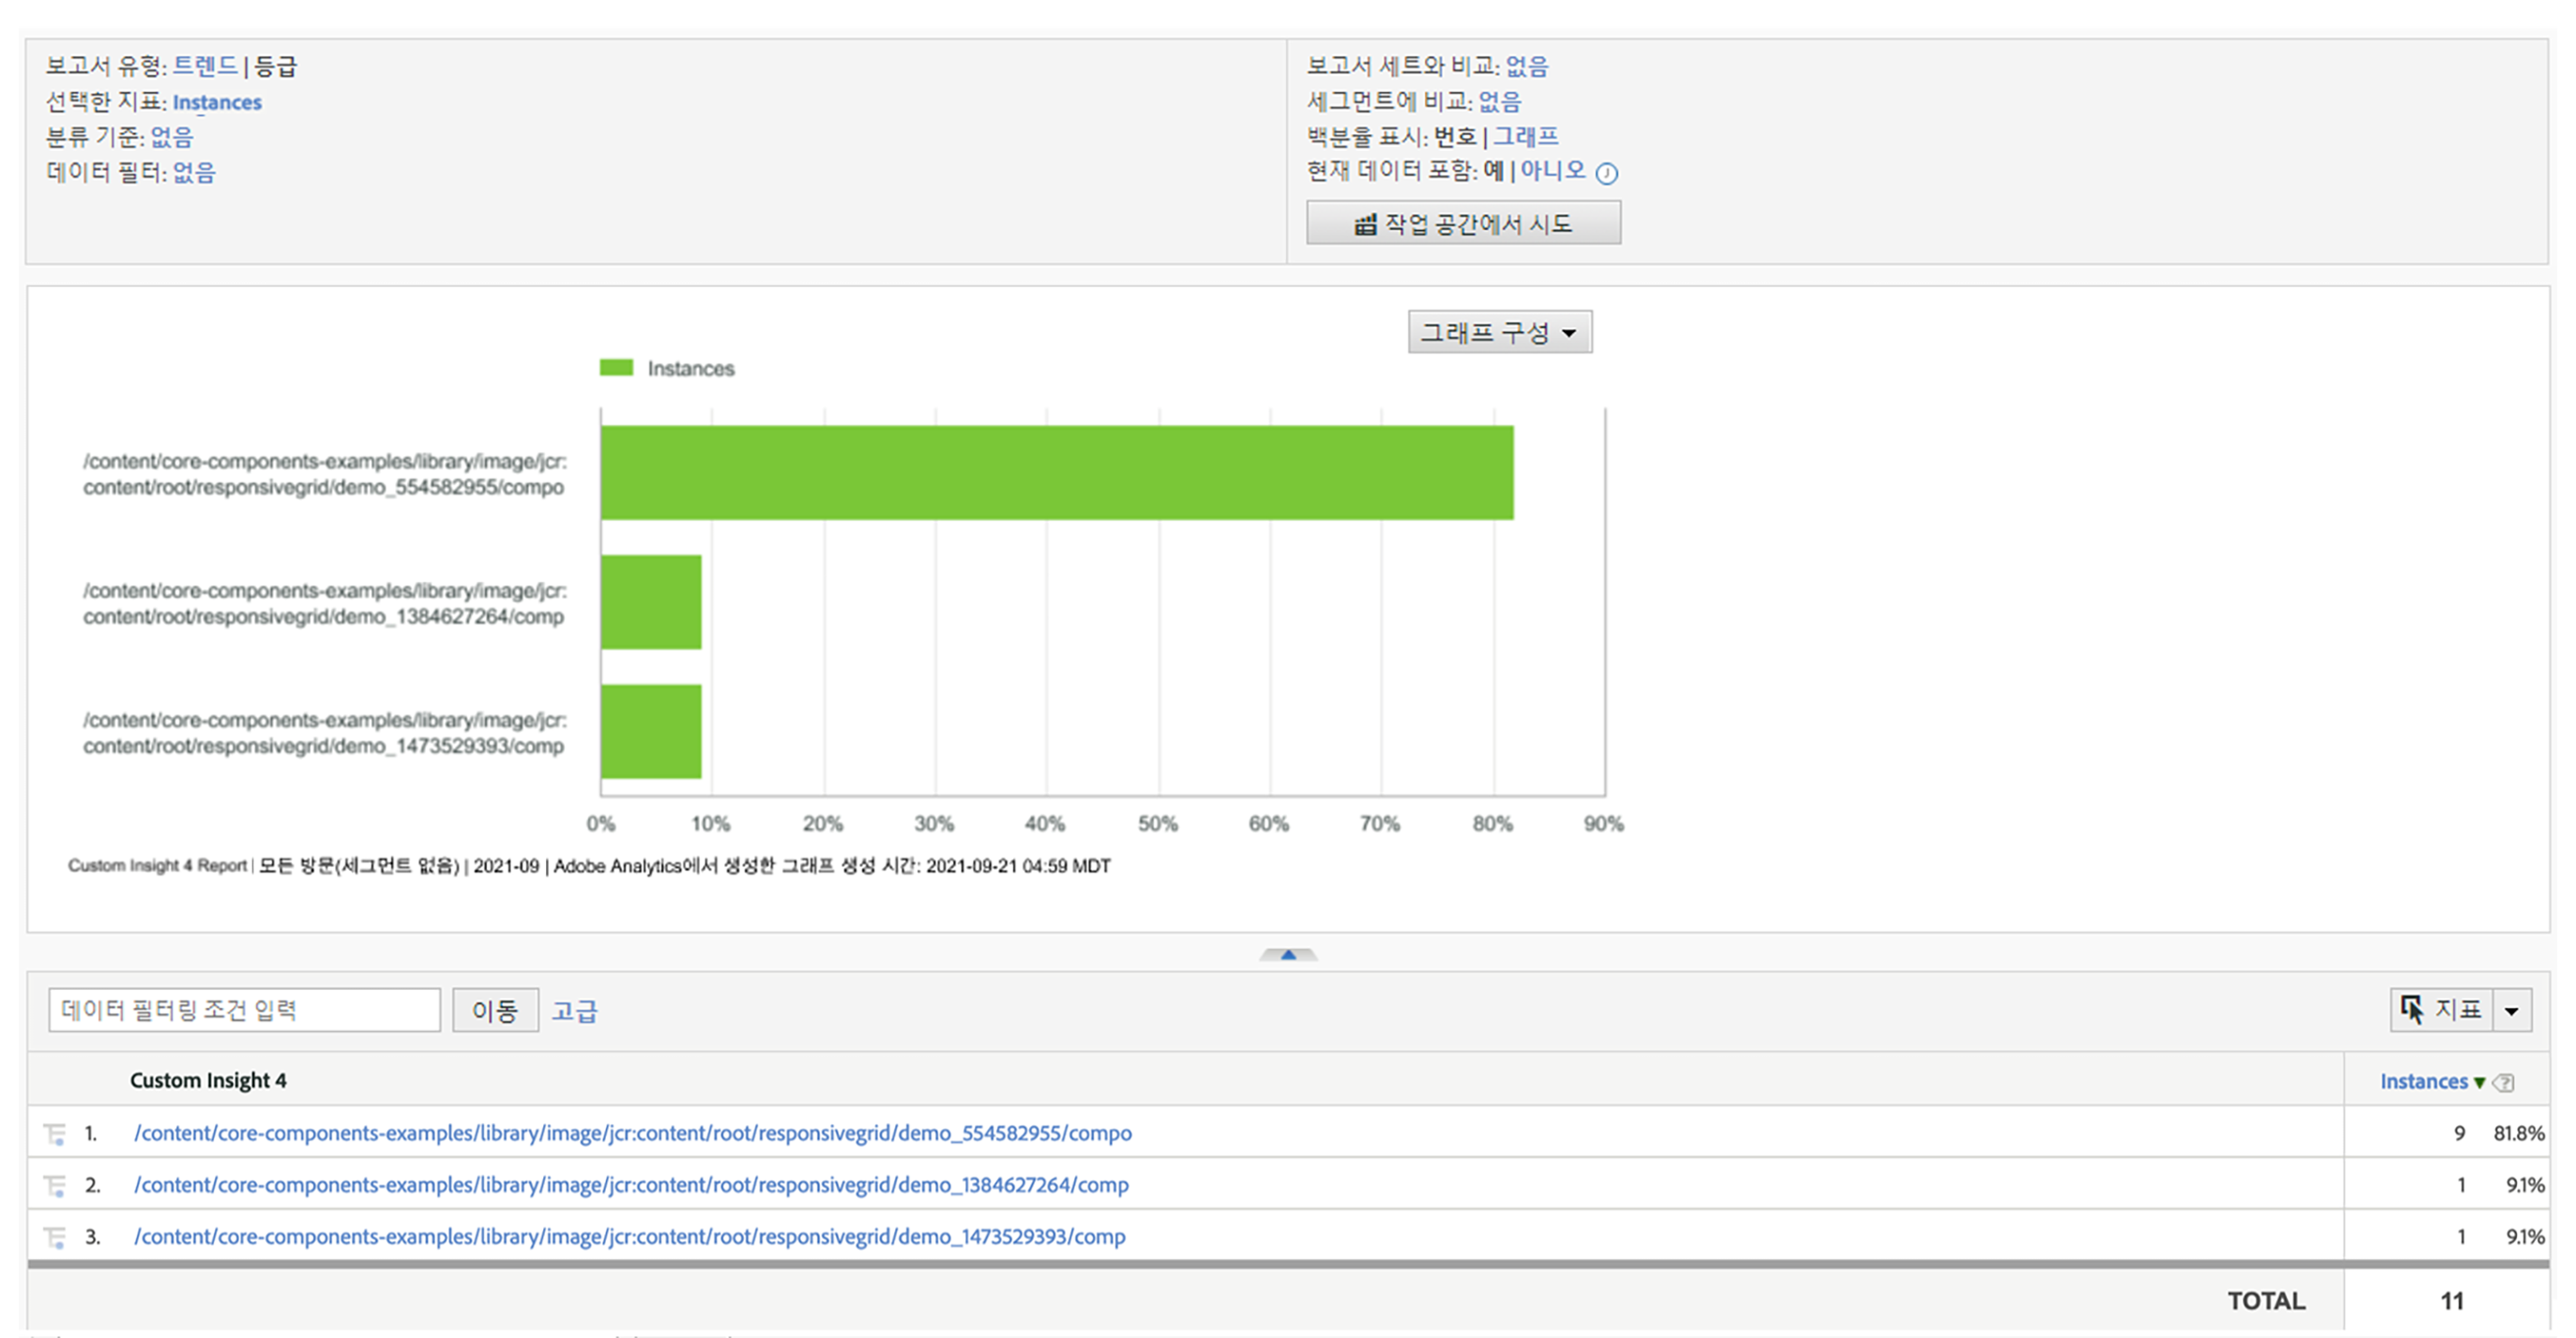 보고서 유형: 트렌드 | 등급
선택한 지표: Instances
분류 기준: 없음
데이터 필터: 없음
보고서 세트와 비교: 없음
세그먼트에 비교: 없음
백분율 표시: 번호 | 그래프
현재 데이터 포함: 예 | 아니오
작업 공간에서 시도
그래프 구성
Instances
/content/core-components-examples/library/image/jcr:
content/root/responsivegrid/demo_554582955/compo
/content/core-components-examples/library/image/jcr:
content/root/responsivegrid/demo_1384627264/comp
/content/core-components-examples/library/image/jcr:
content/root/responsivegrid/demo_1473529393/comp
0% 10% 20% 30% 40% 50% 60% 70% 80% 90%
Custom Insight 4 Report | 모든 방문(세그먼트 없음) | 2021-09 | Adobe Analytics에서 생성한 그래프 생성 시간: 2021-09-21 04:59 MDT
데이터 필터링 조건 입력 이동 고급 지표
Custom Insight 4 Instances
1. /content/core-components-examples/library/image/jcr:content/root/responsivegrid/demo_554582955/compo 9 81.8%
2. /content/core-components-examples/library/image/jcr:content/root/responsivegrid/demo_1384627264/comp 1 9.1%
3. /content/core-components-examples/library/image/jcr:content/root/responsivegrid/demo_1473529393/comp 1 9.1%
TOTAL 11